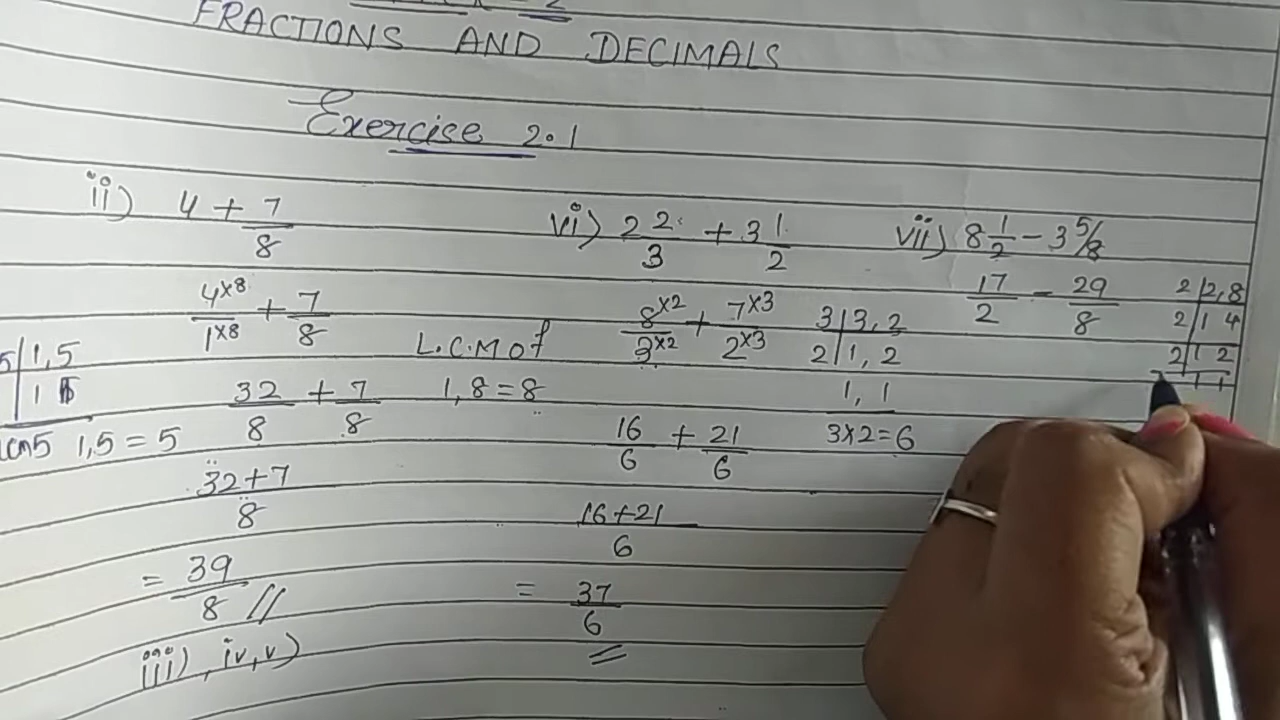 FRACTIONS AND DECIMALS
Exercise 2.1
ii) 4 + 7/8
4×8/1×8 + 7/8
5 | 1, 5
1 5
1,5 = 5
L.C.M of
1, 8 = 8
32/8 + 7/8
32+7/8
= 39/8 //
iii), iv, v)
vi) 2 2/3 + 3 1/2
8×2/3×2 + 7×3/2×3
3 | 3, 2
2 | 1, 2
1, 1
3×2=6
16/6 + 21/6
16+21/6
= 37/6
vii) 8 1/2 - 3 5/8
17/2 - 29/8
2 | 2, 8
2 | 1 4
2 | 1 2
1 1